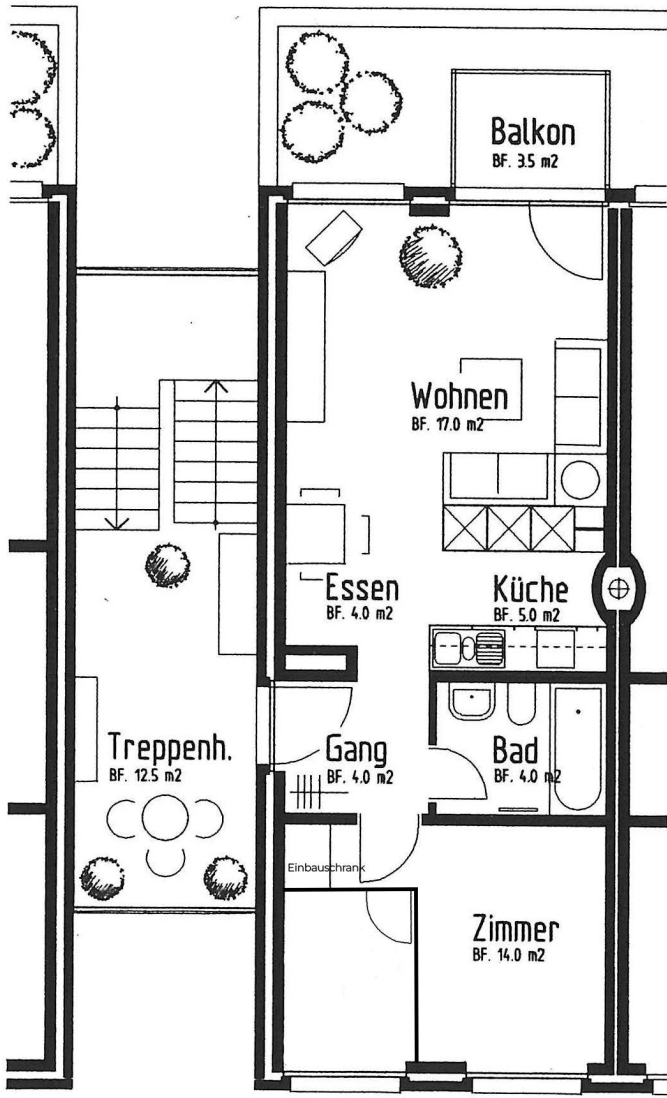 Balkon
BF. 3.5 m2
Wohnen
BF. 17.0 m2
Essen
BF. 4.0 m2
Küche
BF. 5.0 m2
Treppenh.
BF. 12.5 m2
Gang
BF. 4.0 m2
Bad
BF. 4.0 m2
Einbauschrank
Zimmer
BF. 14.0 m2